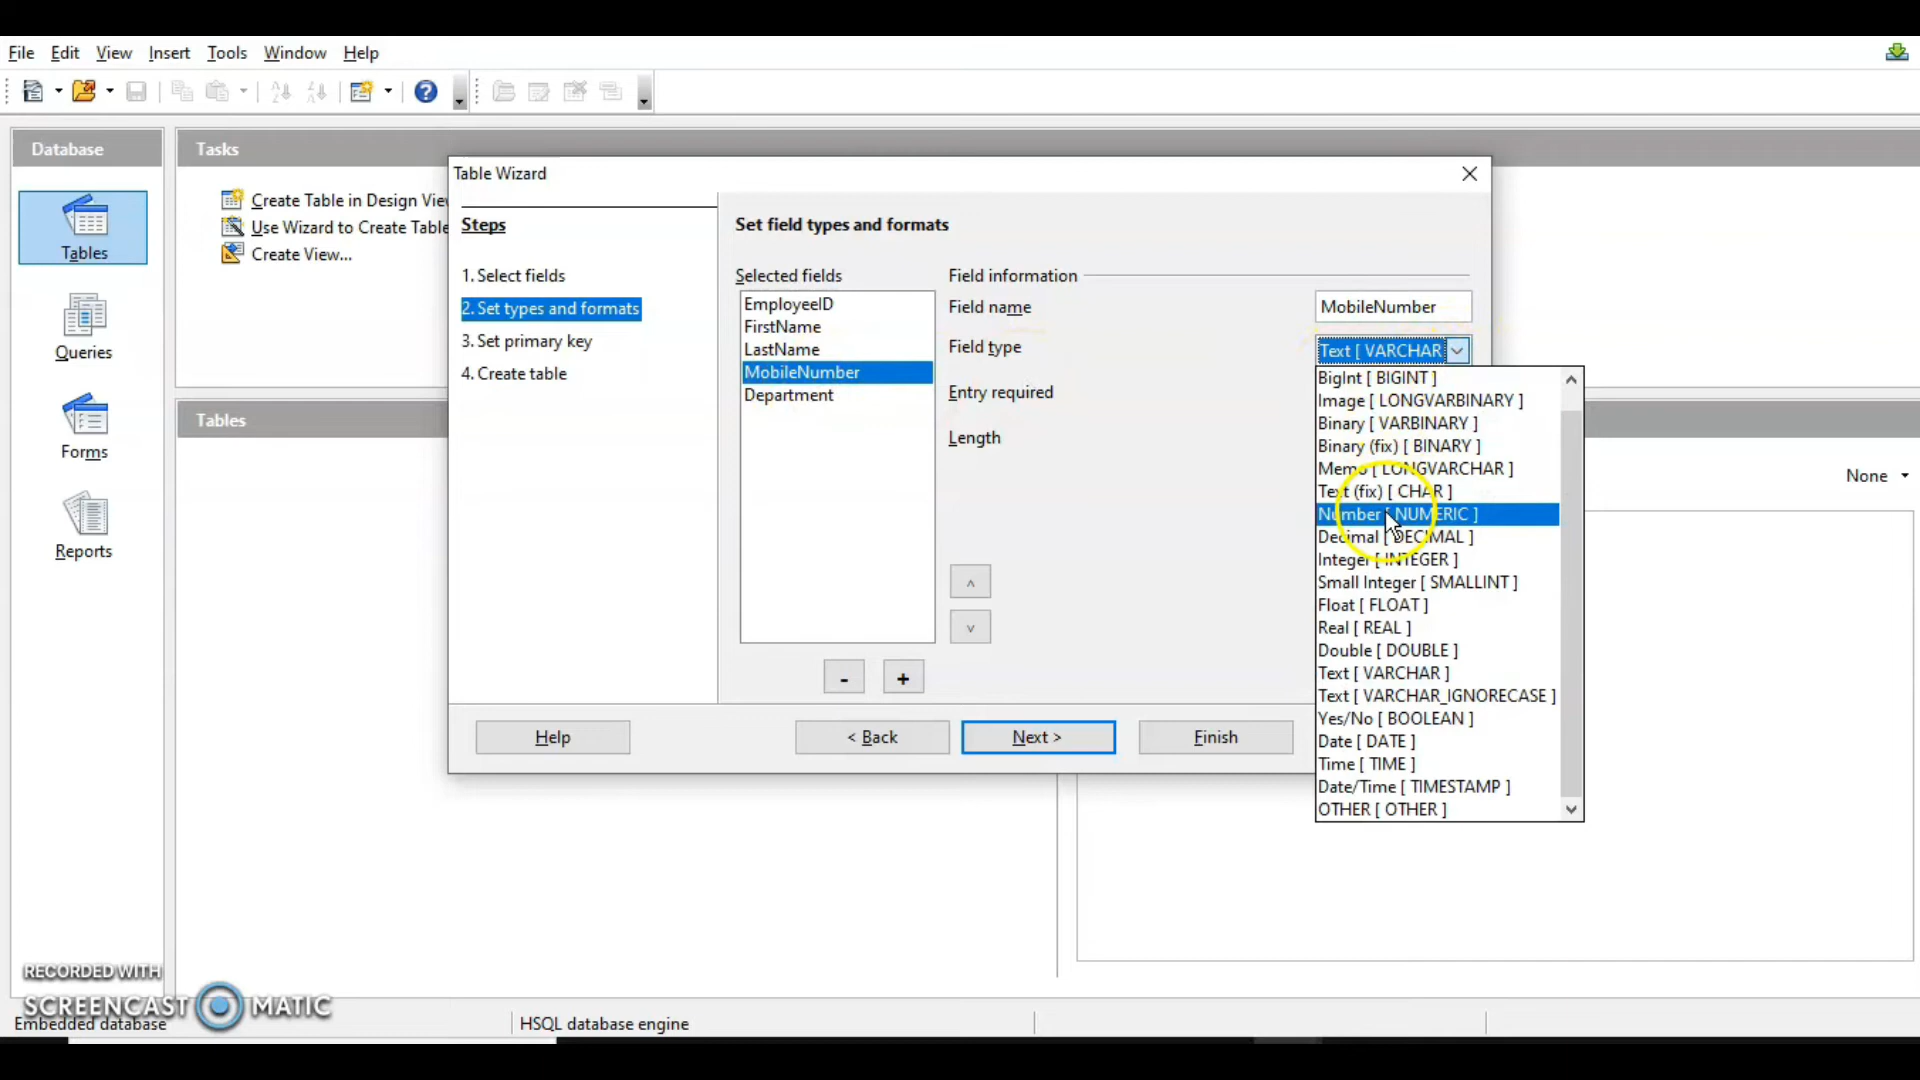 File Edit View Insert Tools Window Help
Database
Tables
Queries
Forms
Reports
Tasks
Create Table in Design Vie
Use Wizard to Create Table
Create View...
Tables
None
Table Wizard
Steps
1. Select fields
2. Set types and formats
3. Set primary key
4. Create table
Set field types and formats
Selected fields
EmployeeID
FirstName
LastName
MobileNumber
Department
- +
Field information
Field name MobileNumber
Field type Text [ VARCHAR
Entry required
Length
BigInt [ BIGINT ]
Image [ LONGVARBINARY ]
Binary [ VARBINARY ]
Binary (fix) [ BINARY ]
Memo [ LONGVARCHAR ]
Text (fix) [ CHAR ]
Number [ NUMERIC ]
Decimal [ DECIMAL ]
Integer [ INTEGER ]
Small Integer [ SMALLINT ]
Float [ FLOAT ]
Real [ REAL ]
Double [ DOUBLE ]
Text [ VARCHAR ]
Text [ VARCHAR_IGNORECASE ]
Yes/No [ BOOLEAN ]
Date [ DATE ]
Time [ TIME ]
Date/Time [ TIMESTAMP ]
OTHER [ OTHER ]
Help < Back Next > Finish
RECORDED WITH
SCREENCAST MATIC
Embedded database HSQL database engine